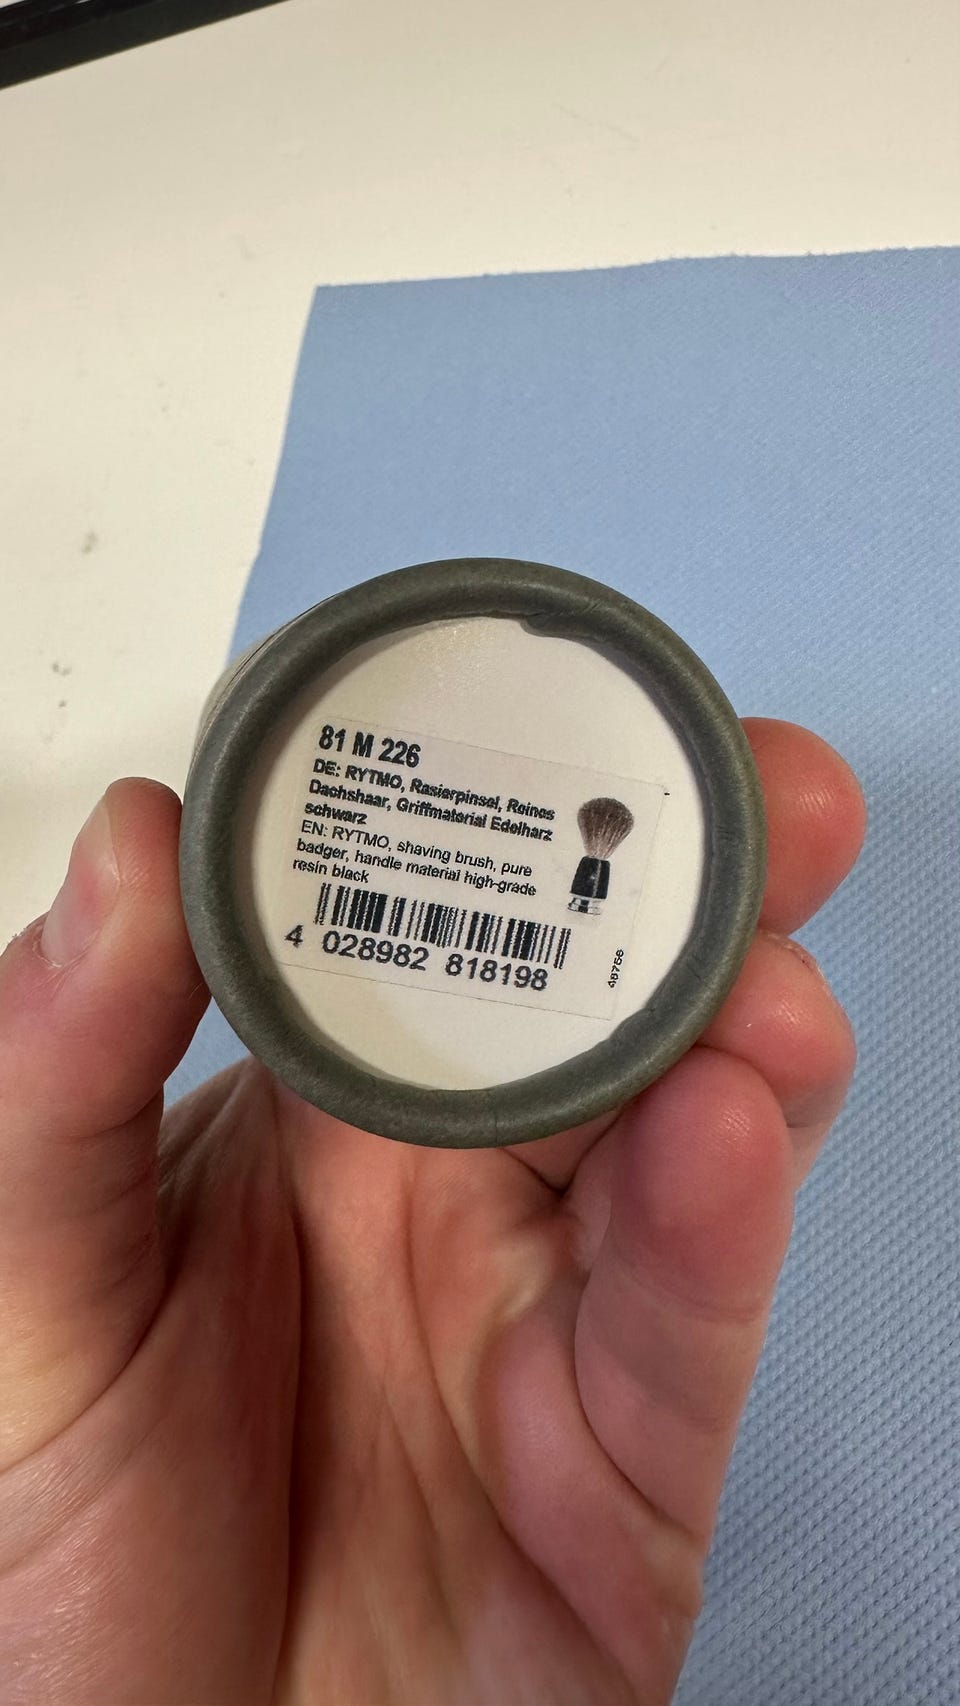 81 M 226
DE: RYTMO, Rasierpinsel, Reines
Dachshaar, Griffmaterial Edelharz
schwarz
EN: RYTMO, shaving brush, pure
badger, handle material high-grade
resin black
4 028982 818198
48756